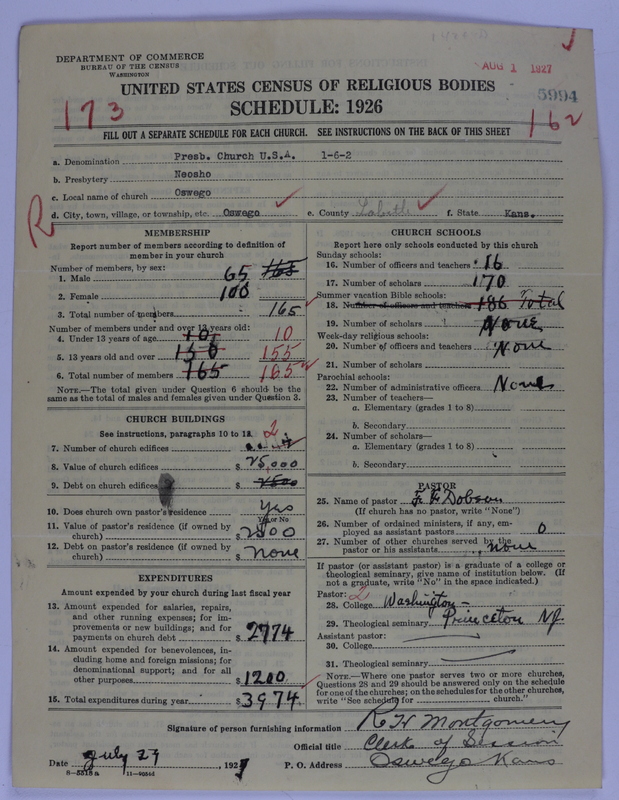 DEPARTMENT OF COMMERCE
BUREAU OF THE CENSUS
WASHINGTON
AUG 1 1927
UNITED STATES CENSUS OF RELIGIOUS BODIES
5994
173
SCHEDULE: 1926
162
FILL OUT A SEPARATE SCHEDULE FOR EACH CHURCH. SEE INSTRUCTIONS ON THE BACK OF THIS SHEET
a. Denomination Presb. Church U.S.A. 1-6-2
b. Presbytery Neosho
c. Local name of church Oswego
R
d. City, town, village, or township, etc. Oswego e. County Labette f. State Kans.
MEMBERSHIP
Report number of members according to definition of
member in your church
Number of members by sex:
1. Male 65 165
2. Female 100
3. Total number of members 165
Number of members under and over 13 years old:
4. Under 13 years of age 10
5. 13 years old and over 150 155
6. Total number of members 165 165
NOTE.—The total given under Question 6 should be the
same as the total of males and females given under Question 3.
CHURCH BUILDINGS
See instructions, paragraphs 10 to 13.
7. Number of church edifices 2
8. Value of church edifices $ 25,000
9. Debt on church edifices $ 2500
10. Does church own pastor's residence Yes
Yes or No
11. Value of pastor's residence (if owned by
church) $ 2500
12. Debt on pastor's residence (if owned by
church) $ none
EXPENDITURES
Amount expended by your church during last fiscal year
13. Amount expended for salaries, repairs,
and other running expenses; for im-
provements or new buildings; and for
payments on church debt $ 2774
14. Amount expended for benevolences, in-
cluding home and foreign missions; for
denominational support; and for all
other purposes $ 1200
15. Total expenditures during year $ 3974
CHURCH SCHOOLS
Report here only schools conducted by this church
Sunday schools:
16. Number of officers and teachers 16
17. Number of scholars 170
Summer vacation Bible schools:
18. Number of officers and teachers 186 Total
19. Number of scholars None
Week-day religious schools:
20. Number of officers and teachers None
21. Number of scholars
Parochial schools:
22. Number of administrative officers None
23. Number of teachers—
a. Elementary (grades 1 to 8)
b. Secondary
24. Number of scholars—
a. Elementary (grades 1 to 8)
b. Secondary
PASTOR
25. Name of pastor F. F. Dobson
(If church has no pastor, write "None")
26. Number of ordained ministers, if any, em-
ployed as assistant pastors 0
27. Number of other churches served by the
pastor or his assistants none
If pastor (or assistant pastor) is a graduate of a college or
theological seminary, give name of institution below. (If
not a graduate, write "No" in the space indicated.)
Pastor: 2
28. College Washington-
29. Theological seminary Princeton NJ.
Assistant pastor:
30. College
31. Theological seminary
NOTE.—Where one pastor serves two or more churches,
Questions 28 and 29 should be answered only on the schedule
for one of the churches; on the schedules for the other churches,
write "See schedule for church."
Signature of person furnishing information R H Montgomery
Official title Clerk of Session
Date July 29, 1927 P. O. Address Oswego Kans
8-5518a 11-9554d